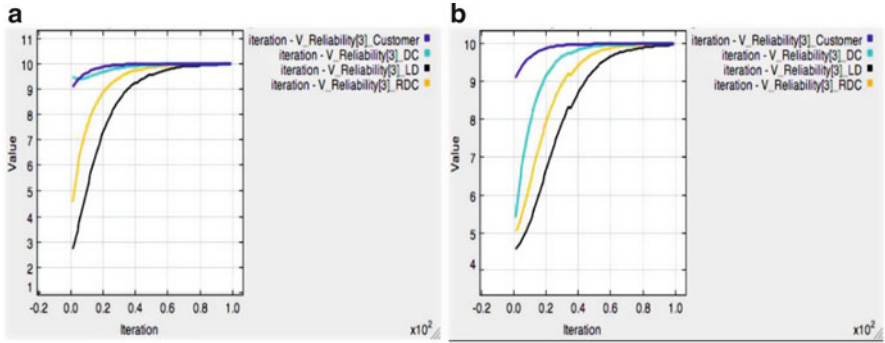 a
11
10
9
8
7
6
5
4
3
2
1
Value
-0.2 0.0 0.2 0.4 0.6 0.8 1.0
Iteration
x10²
iteration - V_Reliability[3]_Customer
iteration - V_Reliability[3]_DC
iteration - V_Reliability[3]_LD
iteration - V_Reliability[3]_RDC
b
10
9
8
7
6
5
4
Value
-0.2 0.0 0.2 0.4 0.6 0.8 1.0
Iteration
x10²
iteration - V_Reliability[3]_Customer
iteration - V_Reliability[3]_DC
iteration - V_Reliability[3]_LD
iteration - V_Reliability[3]_RDC